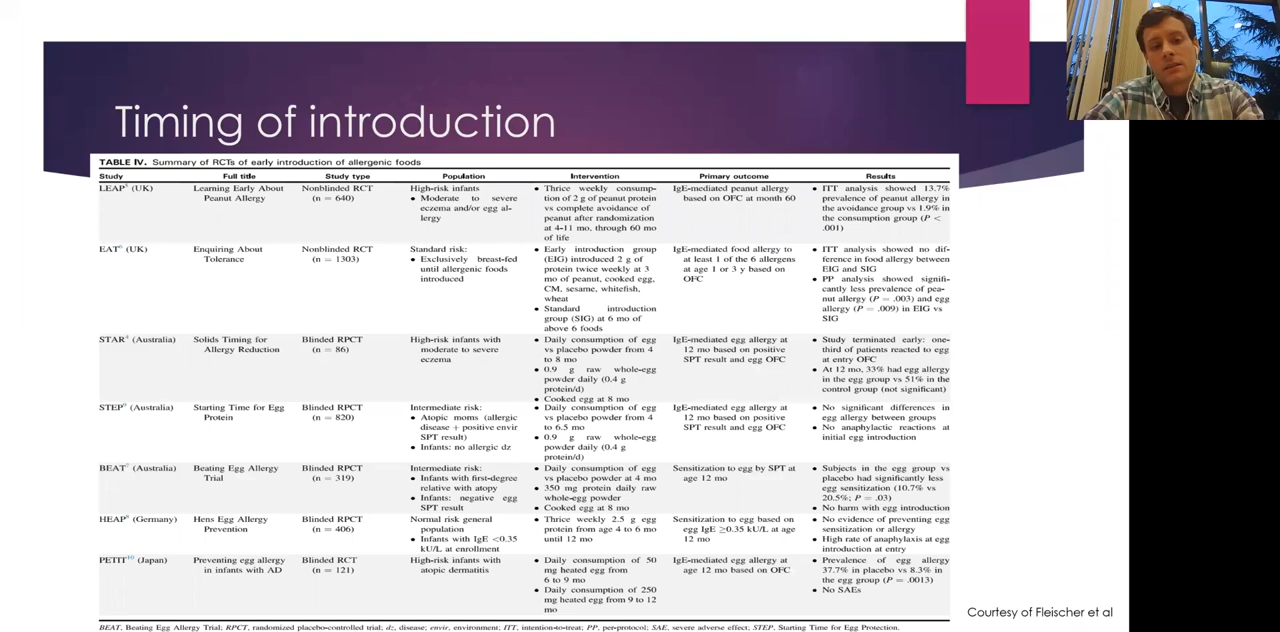 Timing of introduction
TABLE IV. Summary of RCTs of early introduction of allergenic foods
Study Full title Study type Population Intervention Primary outcome Results
LEAP5 (UK) Learning Early About Peanut Allergy Nonblinded RCT (n = 640) High-risk infants • Moderate to severe eczema and/or egg allergy • Thrice weekly consumption of 2 g of peanut protein vs complete avoidance of peanut after randomization at 4-11 mo, through 60 mo of life IgE-mediated peanut allergy based on OFC at month 60 • ITT analysis showed 13.7% prevalence of peanut allergy in the avoidance group vs 1.9% in the consumption group (P < .001)
EAT6 (UK) Enquiring About Tolerance Nonblinded RCT (n = 1303) Standard risk: • Exclusively breast-fed until allergenic foods introduced • Early introduction group (EIG) introduced 2 g of protein twice weekly at 3 mo of peanut, cooked egg, CM, sesame, whitefish, wheat • Standard introduction group (SIG) at 6 mo of above 6 foods IgE-mediated food allergy to at least 1 of the 6 allergens at age 1 or 3 y based on OFC • ITT analysis showed no difference in food allergy between EIG and SIG • PP analysis showed significantly less prevalence of peanut allergy (P = .003) and egg allergy (P = .009) in EIG vs SIG
STAR4 (Australia) Solids Timing for Allergy Reduction Blinded RPCT (n = 86) High-risk infants with moderate to severe eczema • Daily consumption of egg vs placebo powder from 4 to 8 mo • 0.9 g raw whole-egg powder daily (0.4 g protein/d) • Cooked egg at 8 mo IgE-mediated egg allergy at 12 mo based on positive SPT result and egg OFC • Study terminated early: one-third of patients reacted to egg at entry OFC • At 12 mo, 33% had egg allergy in the egg group vs 51% in the control group (not significant)
STEP9 (Australia) Starting Time for Egg Protein Blinded RPCT (n = 820) Intermediate risk: • Atopic moms (allergic disease + positive envir SPT result) • Infants: no allergic dz • Daily consumption of egg vs placebo powder from 4 to 6.5 mo • 0.9 g raw whole-egg powder daily (0.4 g protein/d) IgE-mediated egg allergy at 12 mo based on positive SPT result and egg OFC • No significant differences in egg allergy between groups • No anaphylactic reactions at initial egg introduction
BEAT7 (Australia) Beating Egg Allergy Trial Blinded RPCT (n = 319) Intermediate risk: • Infants with first-degree relative with atopy • Infants: negative egg SPT result • Daily consumption of egg vs placebo powder at 4 mo • 350 mg protein daily raw whole-egg powder • Cooked egg at 8 mo Sensitization to egg by SPT at age 12 mo • Subjects in the egg group vs placebo had significantly less egg sensitization (10.7% vs 20.5%; P = .03) • No harm with egg introduction
HEAP8 (Germany) Hens Egg Allergy Prevention Blinded RPCT (n = 406) Normal risk general population • Infants with IgE <0.35 kU/L at enrollment • Thrice weekly 2.5 g egg protein from age 4 to 6 mo until 12 mo Sensitization to egg based on egg IgE ≥0.35 kU/L at age 12 mo • No evidence of preventing egg sensitization or allergy • High rate of anaphylaxis at egg introduction at entry
PETIT10 (Japan) Preventing egg allergy in infants with AD Blinded RCT (n = 121) High-risk infants with atopic dermatitis • Daily consumption of 50 mg heated egg from 6 to 9 mo • Daily consumption of 250 mg heated egg from 9 to 12 mo IgE-mediated egg allergy at age 12 mo based on OFC • Prevalence of egg allergy 37.7% in placebo vs 8.3% in the egg group (P = .0013) • No SAEs
BEAT, Beating Egg Allergy Trial; RPCT, randomized placebo-controlled trial; dz, disease; envir, environment; ITT, intention-to-treat; PP, per-protocol; SAE, severe adverse effect; STEP, Starting Time for Egg Protein.
Courtesy of Fleischer et al